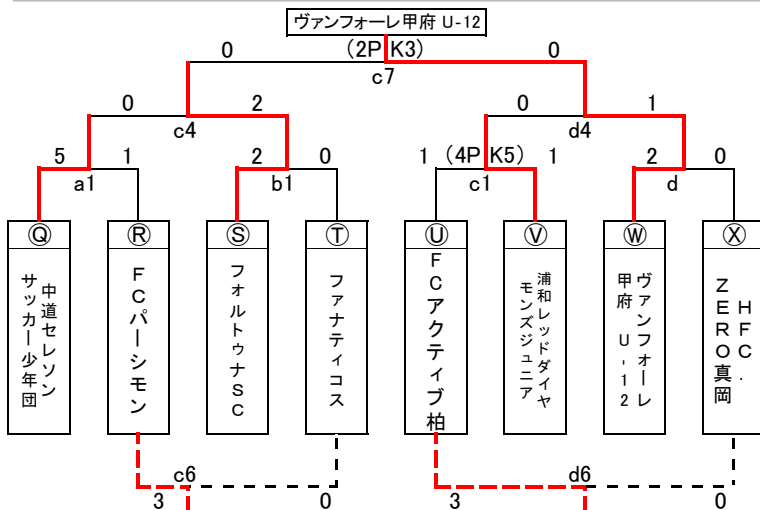 ヴァンフォーレ甲府 U-12
0 (2PK3) 0
c7
0 2 0 1
c4 d4
5 1 2 0 1 (4PK5) 1 2 0
a1 b1 c1 d
Ⓠ Ⓡ Ⓢ Ⓣ Ⓤ Ⓥ Ⓦ Ⓧ
中道セレソン
サッカー少年団
FCパーシモン
フォルトゥナSC
ファナティコス
FCアクティブ柏
浦和レッドダイヤ
モンズジュニア
ヴァンフォーレ
甲府 U-12
HFC.
ZERO真岡
c6 d6
3 0 3 0